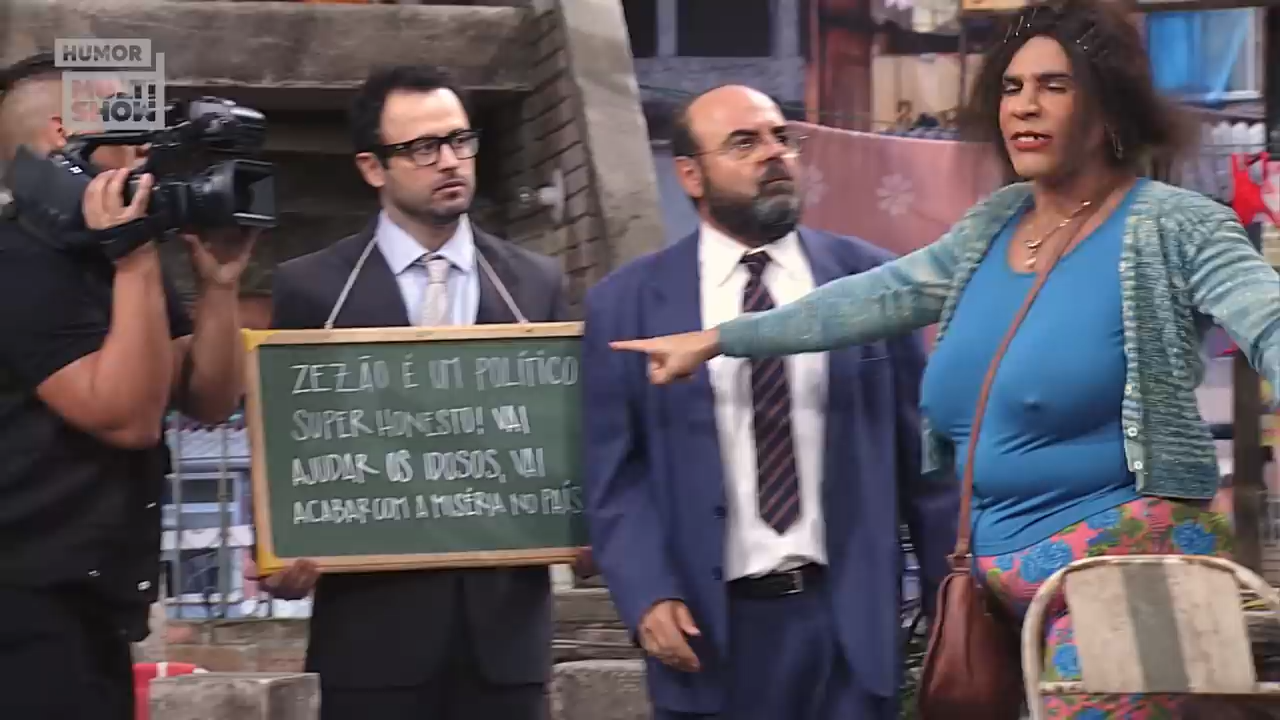 HUMOR
MULTI
SHOW
ZEZÃO É UM POLÍTICO
SUPER HONESTO! VAI
AJUDAR OS IDOSOS, VAI
ACABAR COM A MISÉRIA NO PAÍS